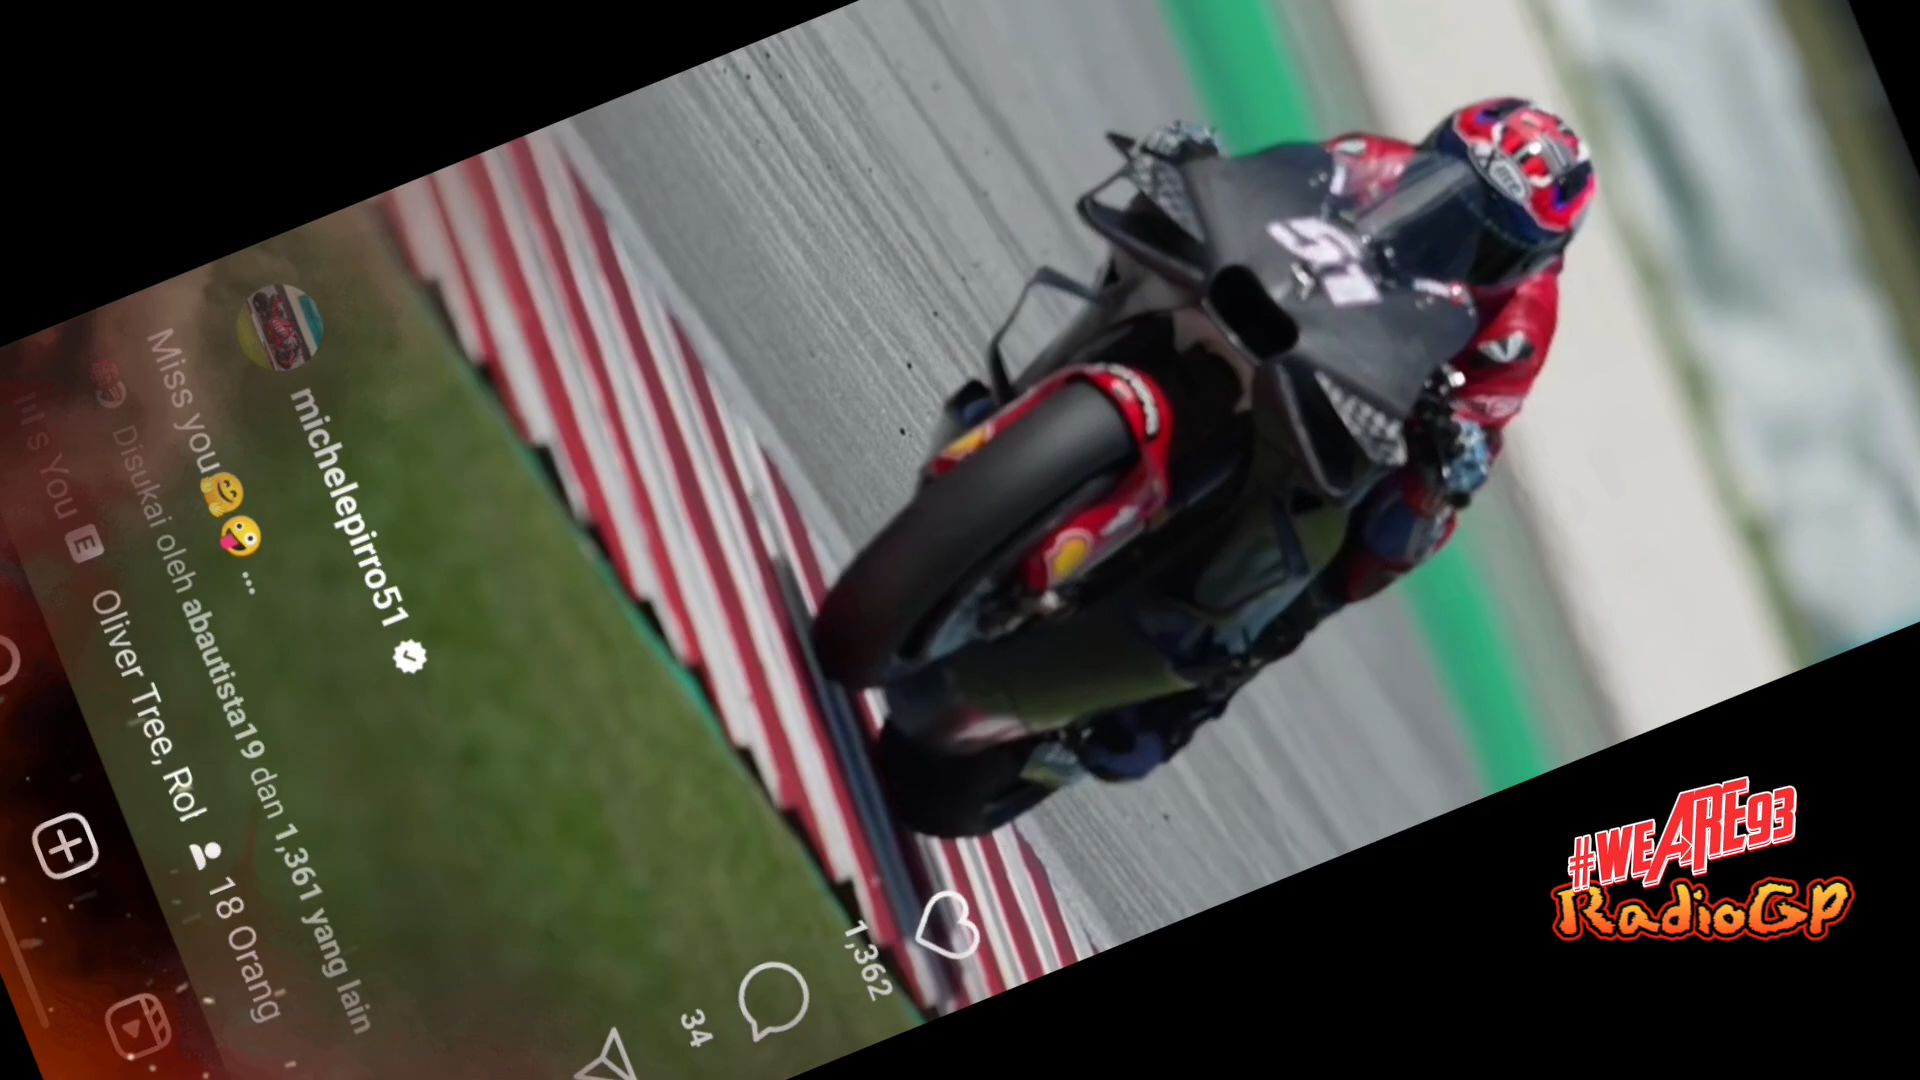 51
michelepirro51
Miss you🤗🤪 ...
Disukai oleh abautista19 dan 1,361 yang lain
s You E Oliver Tree, Rol 18 Orang
1,362
34
#WEARE93
RadioGP